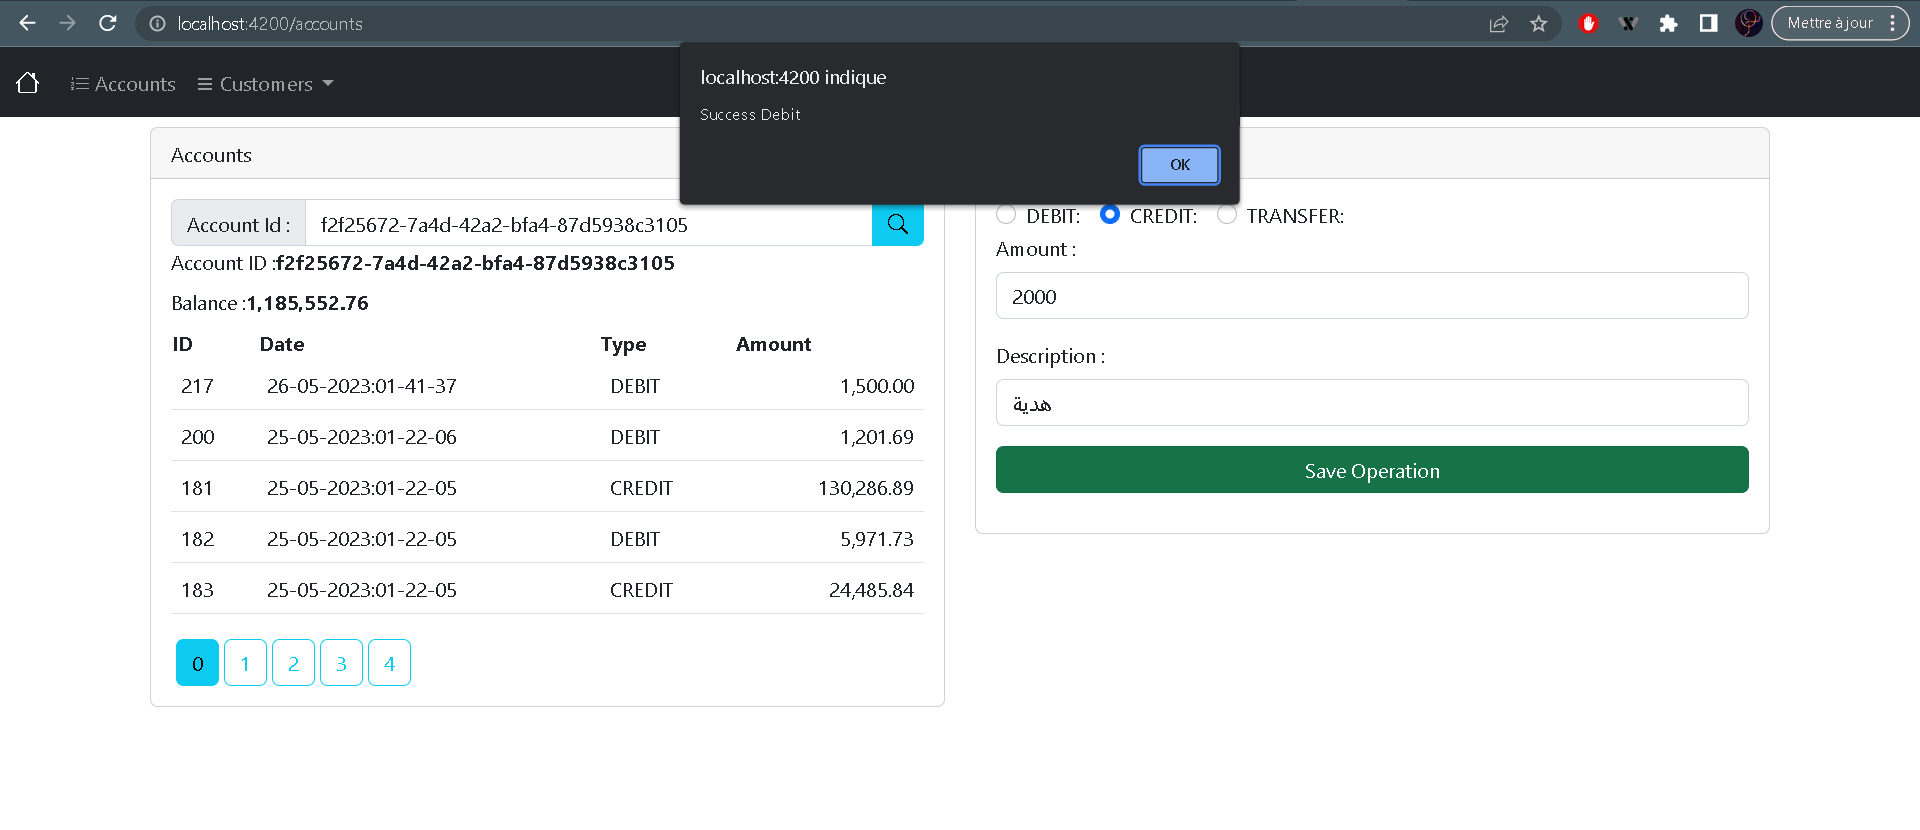 localhost:4200/accounts
Mettre à jour
Accounts Customers
localhost:4200 indique
Success Debit
OK
Accounts
Account Id : f2f25672-7a4d-42a2-bfa4-87d5938c3105
Account ID :f2f25672-7a4d-42a2-bfa4-87d5938c3105
Balance :1,185,552.76
ID Date Type Amount
217 26-05-2023:01-41-37 DEBIT 1,500.00
200 25-05-2023:01-22-06 DEBIT 1,201.69
181 25-05-2023:01-22-05 CREDIT 130,286.89
182 25-05-2023:01-22-05 DEBIT 5,971.73
183 25-05-2023:01-22-05 CREDIT 24,485.84
0 1 2 3 4
DEBIT: CREDIT: TRANSFER:
Amount :
2000
Description :
هدية
Save Operation